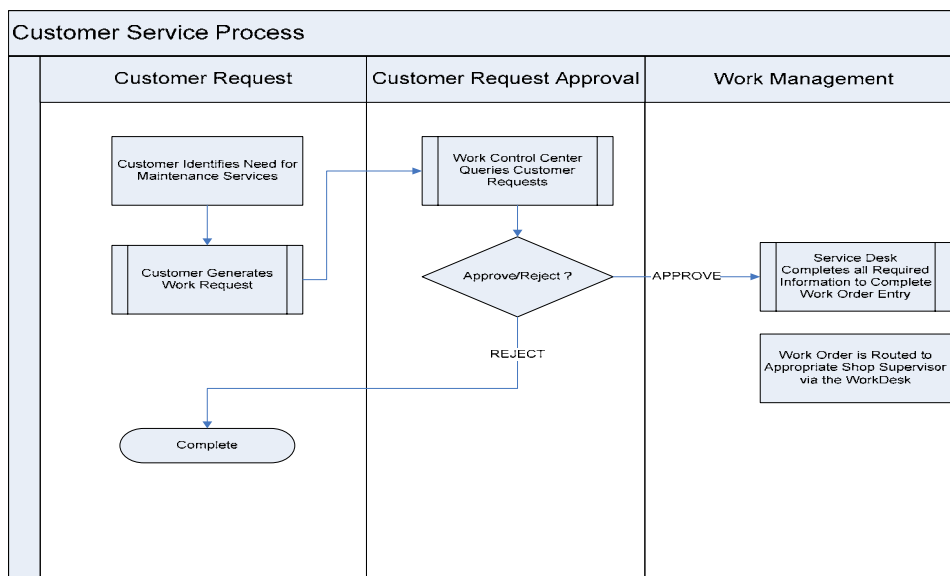 Customer Service Process
Customer Request
Customer Request Approval
Work Management
Customer Identifies Need for
Maintenance Services
Customer Generates
Work Request
Work Control Center
Queries Customer
Requests
Approve/Reject ?
APPROVE
REJECT
Service Desk
Completes all Required
Information to Complete
Work Order Entry
Work Order is Routed to
Appropriate Shop Supervisor
via the WorkDesk
Complete